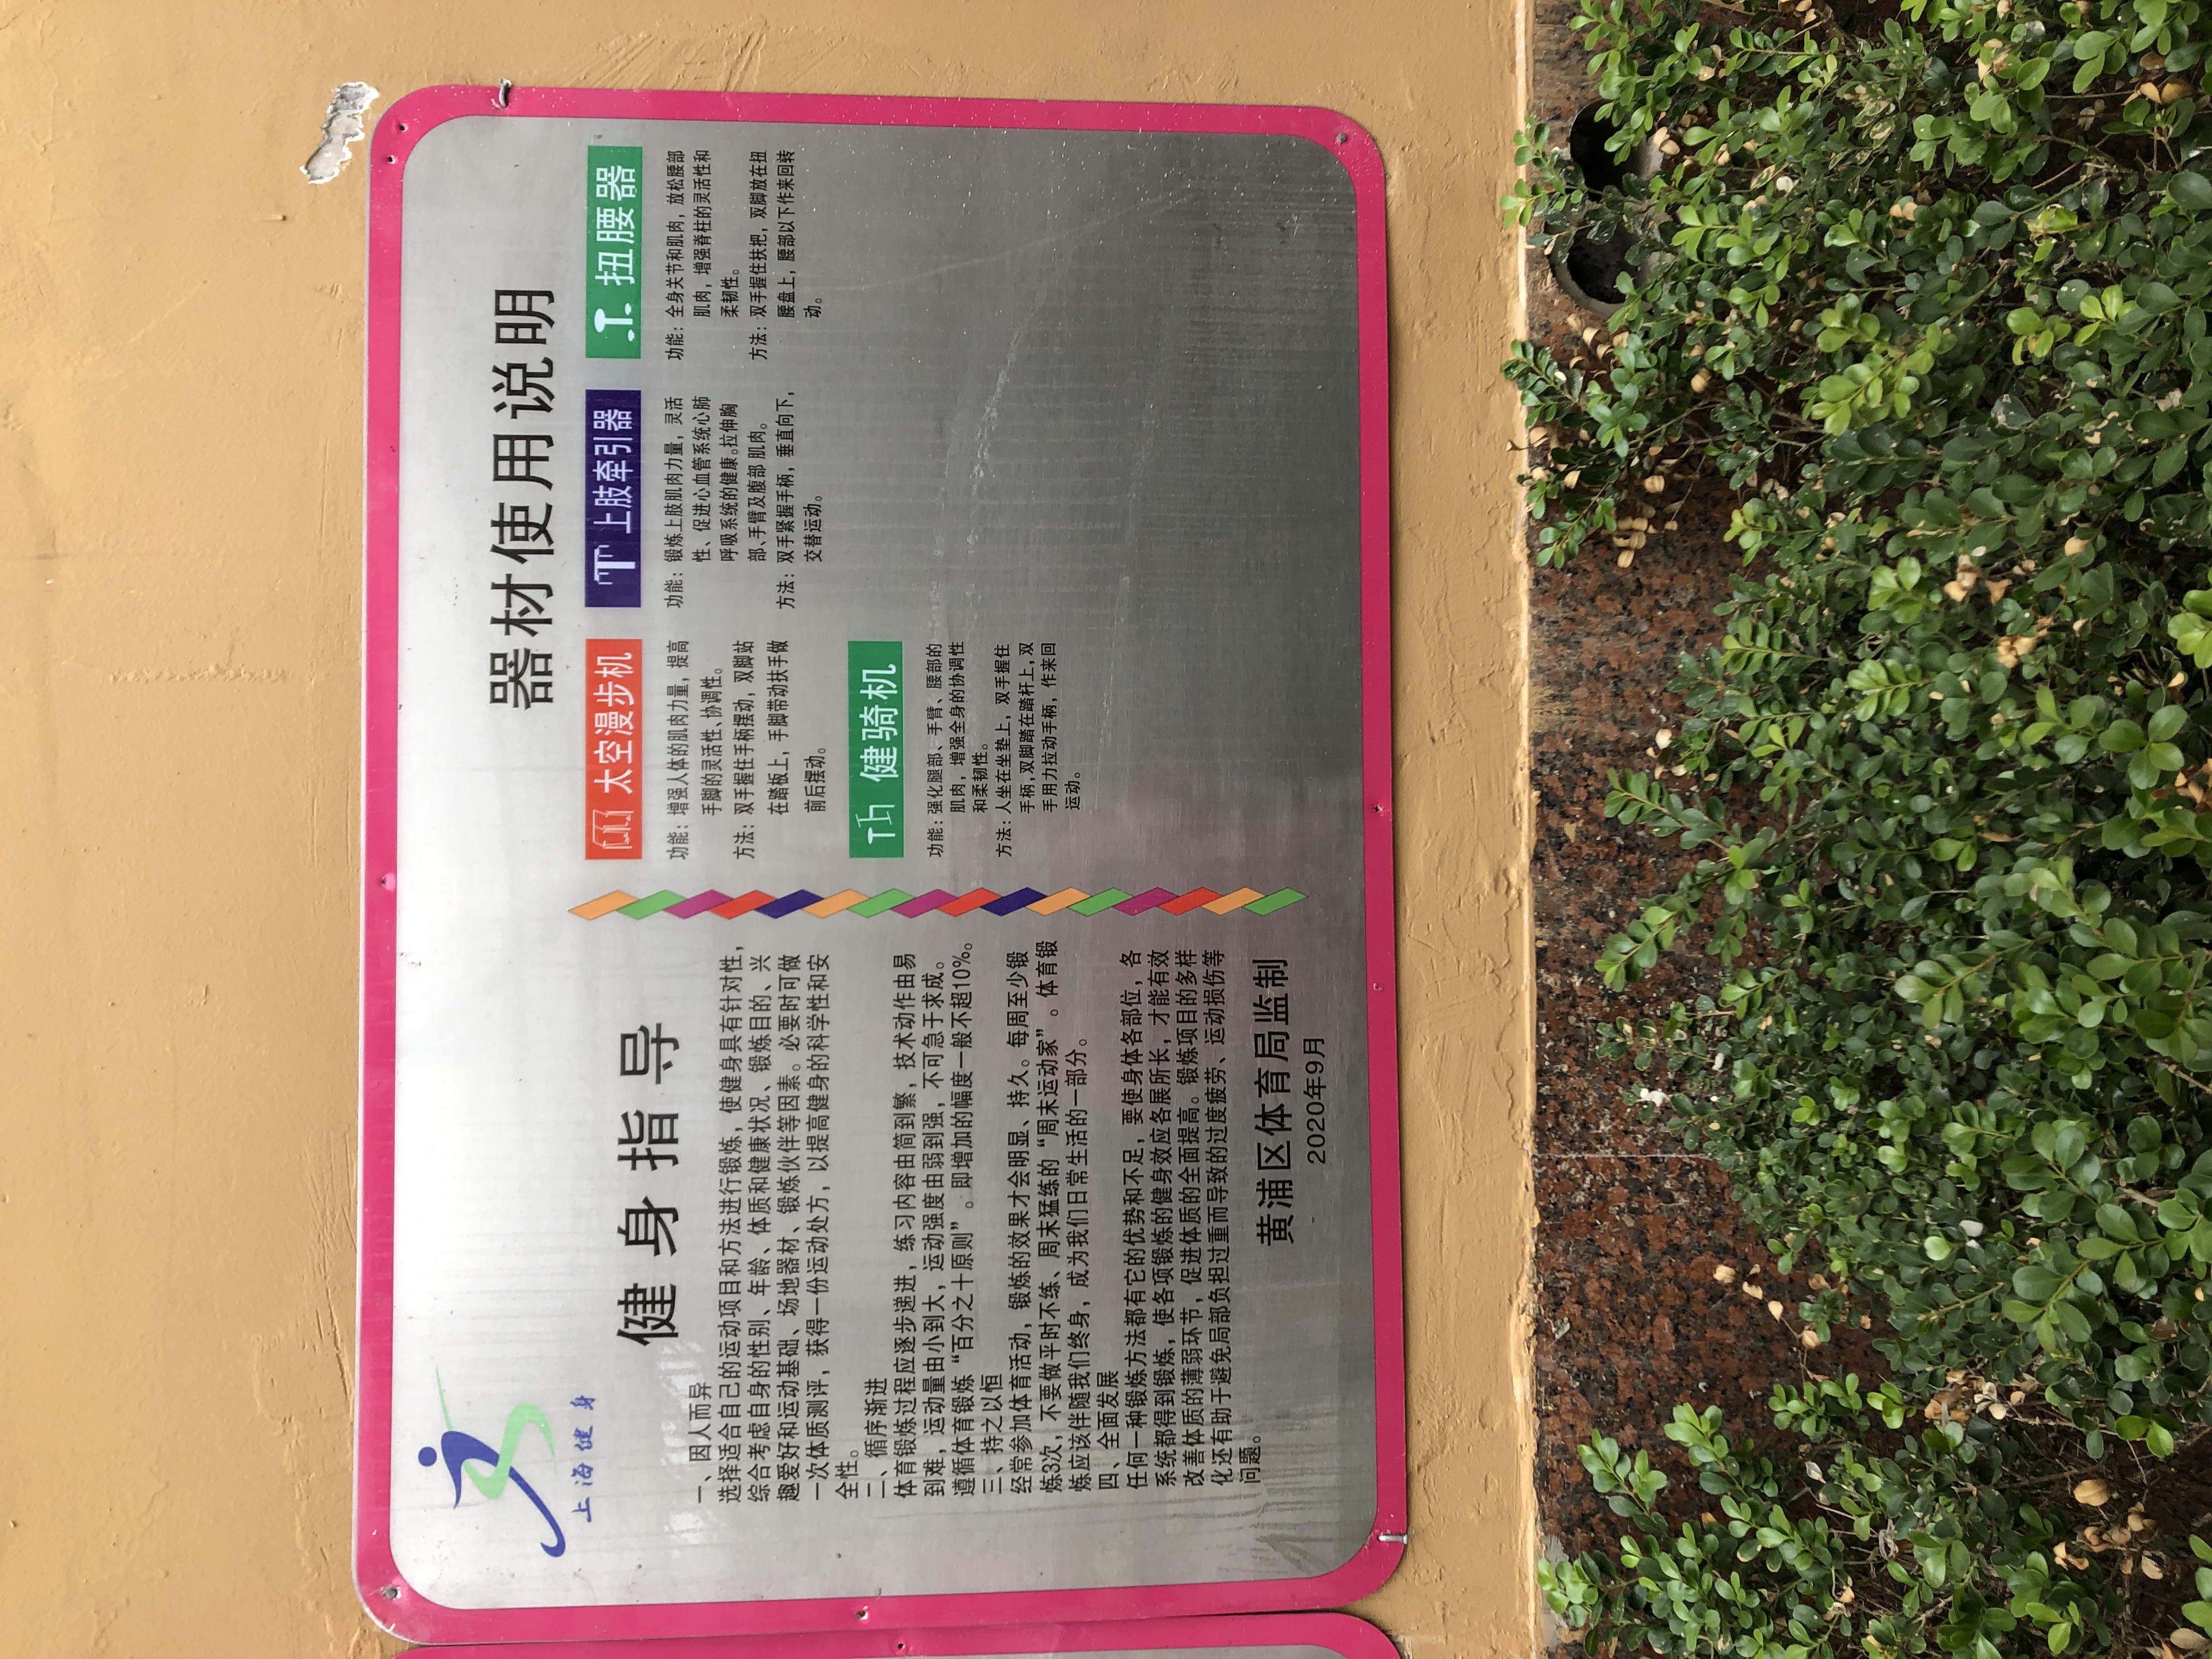 上海健身
健身指导
一、因人而异
选择适合自己的运动项目和方法进行锻炼，使健身具有针对性，
综合考虑自身的性别、年龄、体质和健康状况、锻炼目的、兴
趣爱好和运动基础、场地器材、锻炼伙伴等因素。必要时可做
一次体质测评，获得一份运动处方，以提高健身的科学性和安
全性。
二、循序渐进
体育锻炼过程应逐步递进，练习内容由简到繁，技术动作由易
到难，运动量由小到大，运动强度由弱到强，不可急于求成。
遵循体育锻炼“百分之十原则”。即增加的幅度一般不超10%。
三、持之以恒
经常参加体育活动，锻炼的效果才会明显、持久。每周至少锻
炼3次，不要做平时不练、周末猛练的“周末运动家”。体育锻
炼应该伴随我们终身，成为我们日常生活的一部分。
四、全面发展
任何一种锻炼方法都有它的优势和不足，要使身体各部位，各
系统都得到锻炼，使各项锻炼的健身效应各展所长，才能有效
改善体质的薄弱环节，促进体质的全面提高。锻炼项目的多样
化还有助于避免局部负担过重而导致的过度疲劳、运动损伤等
问题。
黄浦区体育局监制
2020年9月
器材使用说明
太空漫步机
功能：增强人体的肌肉力量，提高
手脚的灵活性、协调性。
方法：双手握住手柄摆动，双脚站
在踏板上，手脚带动扶手做
前后摆动。
上肢牵引器
功能：锻炼上肢肌肉力量，灵活
性、促进心血管系统心肺
呼吸系统的健康。拉伸胸
部、手臂及腹部肌肉。
方法：双手紧握手柄，垂直向下，
交替运动。
扭腰器
功能：全身关节和肌肉，放松腰部
肌肉，增强脊柱的灵活性和
柔韧性。
方法：双手握住扶把，双脚放在扭
腰盘上，腰部以下作来回转
动。
健骑机
功能：强化腿部、手臂、腰部的
肌肉，增强全身的协调性
和柔韧性。
方法：人坐在坐垫上，双手握住
手柄，双脚踏在踏杆上，双
手用力拉动手柄，作来回
运动。